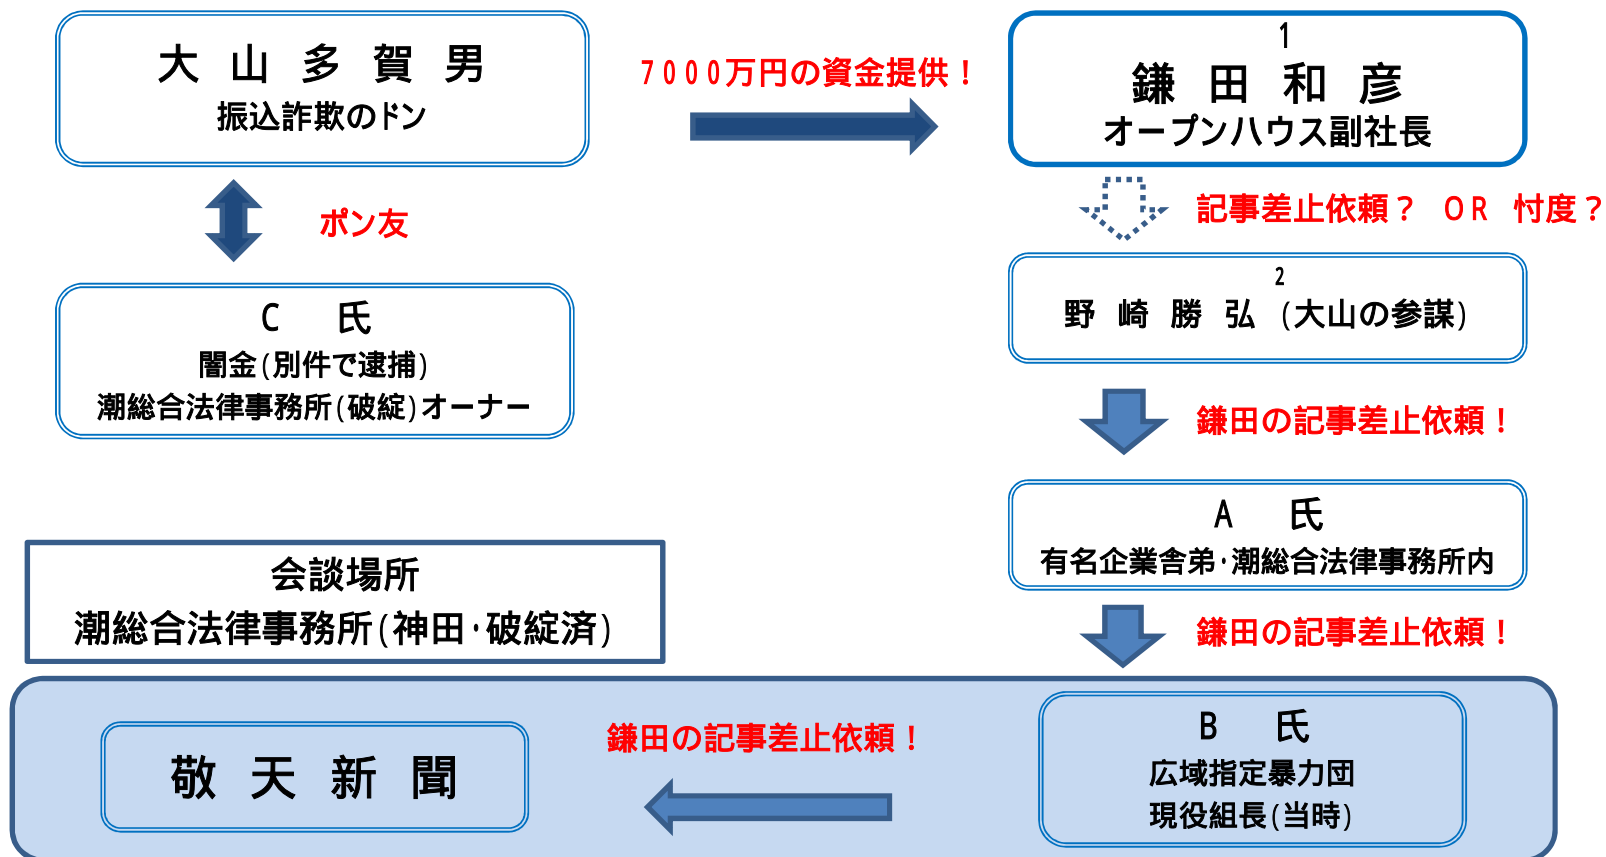 大山多賀男
振込詐欺のドン
7000万円の資金提供！
1
鎌田和彦
オープンハウス副社長
ポン友
記事差止依頼？ OR 忖度？
C 氏
闇金(別件で逮捕)
潮総合法律事務所(破綻)オーナー
2
野崎勝弘(大山の参謀)
鎌田の記事差止依頼！
A 氏
有名企業舎弟･潮総合法律事務所内
会談場所
潮総合法律事務所(神田･破綻済)
鎌田の記事差止依頼！
敬天新聞
鎌田の記事差止依頼！
B 氏
広域指定暴力団
現役組長(当時)